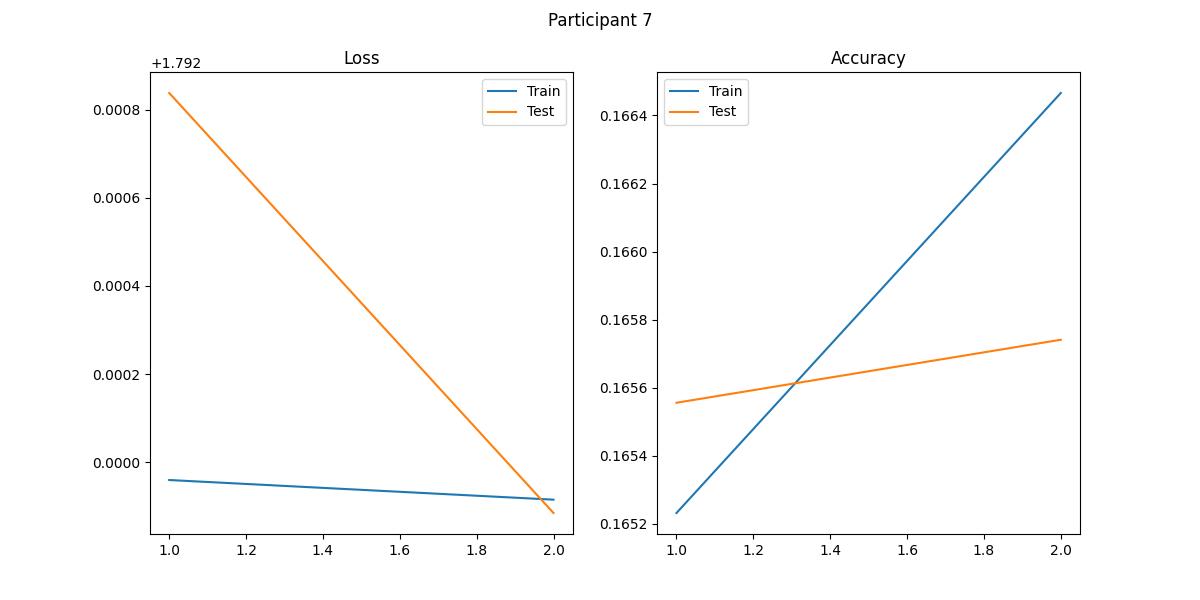 Participant 7
Loss
+1.792
0.0008
0.0006
0.0004
0.0002
0.0000
1.0 1.2 1.4 1.6 1.8 2.0
Train
Test
Accuracy
0.1664
0.1662
0.1660
0.1658
0.1656
0.1654
0.1652
1.0 1.2 1.4 1.6 1.8 2.0
Train
Test